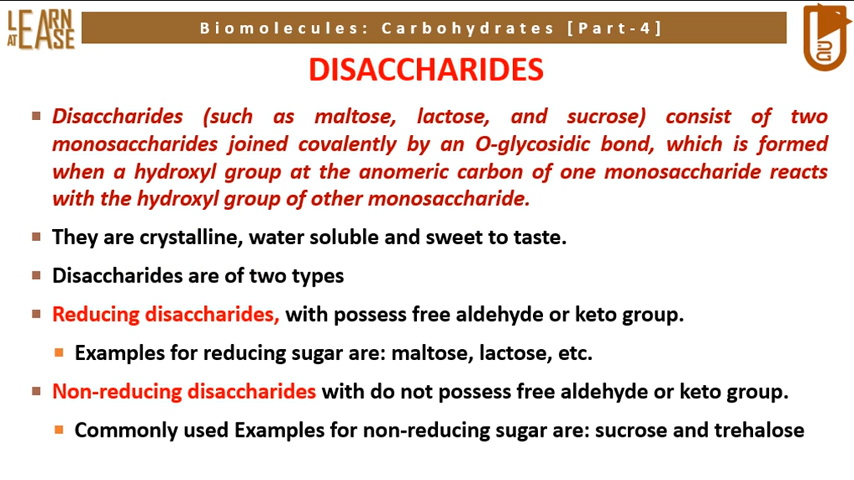 LEARN
AT EASE
Biomolecules: Carbohydrates [Part-4]
DISACCHARIDES
Disaccharides (such as maltose, lactose, and sucrose) consist of two
monosaccharides joined covalently by an O-glycosidic bond, which is formed
when a hydroxyl group at the anomeric carbon of one monosaccharide reacts
with the hydroxyl group of other monosaccharide.
They are crystalline, water soluble and sweet to taste.
Disaccharides are of two types
Reducing disaccharides, with possess free aldehyde or keto group.
Examples for reducing sugar are: maltose, lactose, etc.
Non-reducing disaccharides with do not possess free aldehyde or keto group.
Commonly used Examples for non-reducing sugar are: sucrose and trehalose